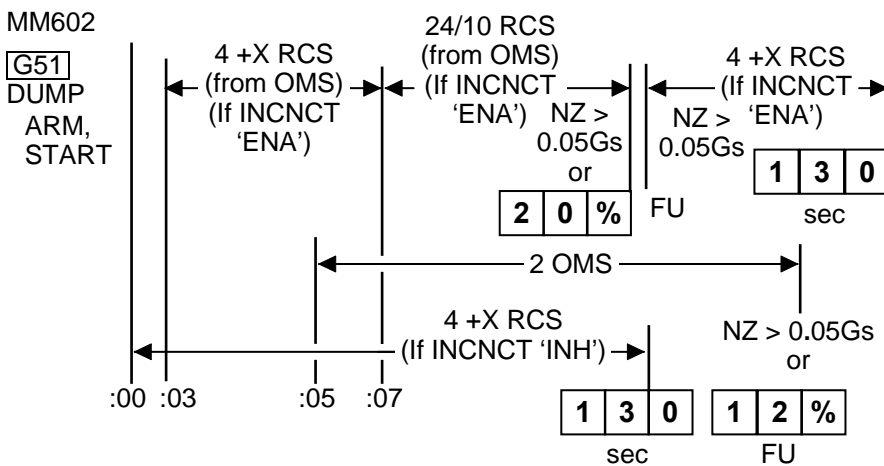 MM602
G51
DUMP
ARM,
START
4 +X RCS
(from OMS)
(If INCNCT
‘ENA’)
24/10 RCS
(from OMS)
(If INCNCT
‘ENA’)
NZ >
0.05Gs
or
2 0 %
FU
4 +X RCS
(If INCNCT
‘ENA’)
NZ >
0.05Gs
1 3 0
sec
2 OMS
4 +X RCS
(If INCNCT ‘INH’)
NZ > 0.05Gs
or
:00 :03 :05 :07
1 3 0
sec
1 2 %
FU